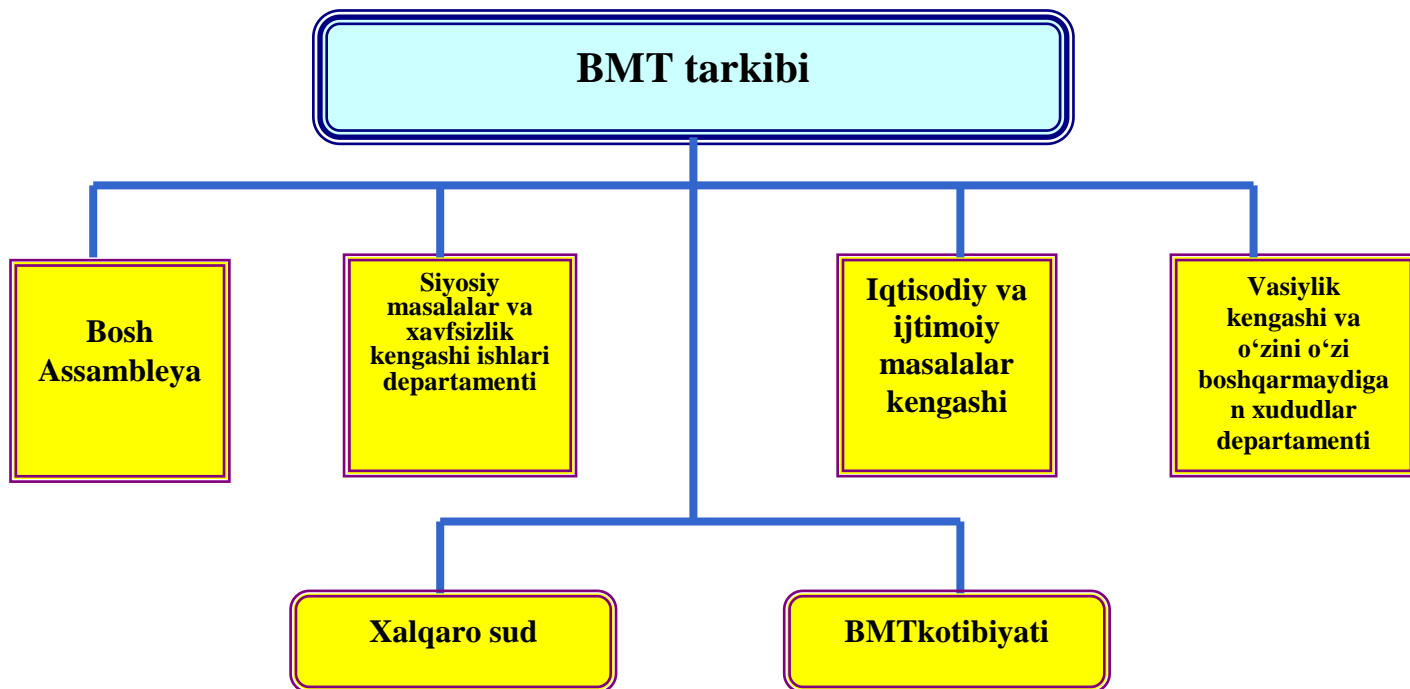 BMT tarkibi
Bosh
Assambleya
Siyosiy
masalalar va
xavfsizlik
kengashi ishlari
departamenti
Iqtisodiy va
ijtimoiy
masalalar
kengashi
Vasiylik
kengashi va
o‘zini o‘zi
boshqarmaydiga
n xududlar
departamenti
Xalqaro sud
BMTkotibiyati